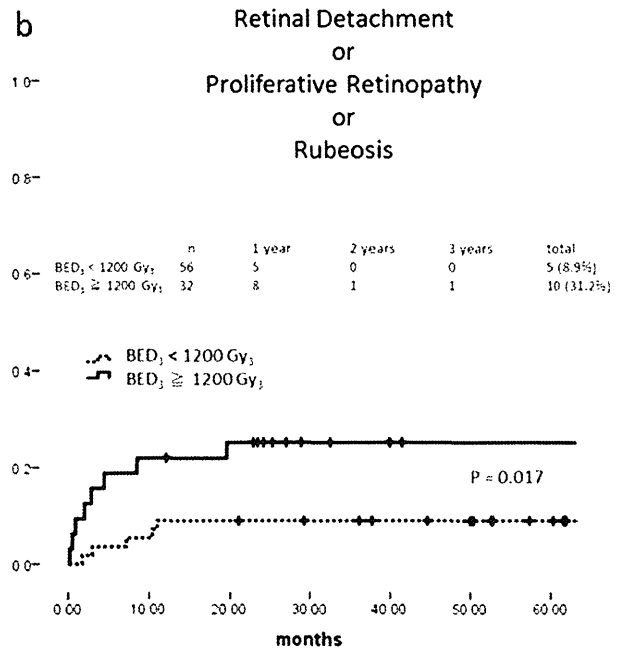 b
Retinal Detachment
or
Proliferative Retinopathy
or
Rubeosis
1 0
0 8
n 1 year 2 years 3 years total
BED₃ < 1200 Gy₃ 56 5 0 0 5 (8.9%)
BED₃ ≧ 1200 Gy₃ 32 8 1 1 10 (31.2%)
0 6
BED₃ < 1200 Gy₃
BED₃ ≧ 1200 Gy₃
0 4
0 2
P = 0.017
0 0
0 00 10 00 20 00 30 00 40 00 50 00 60 00
months